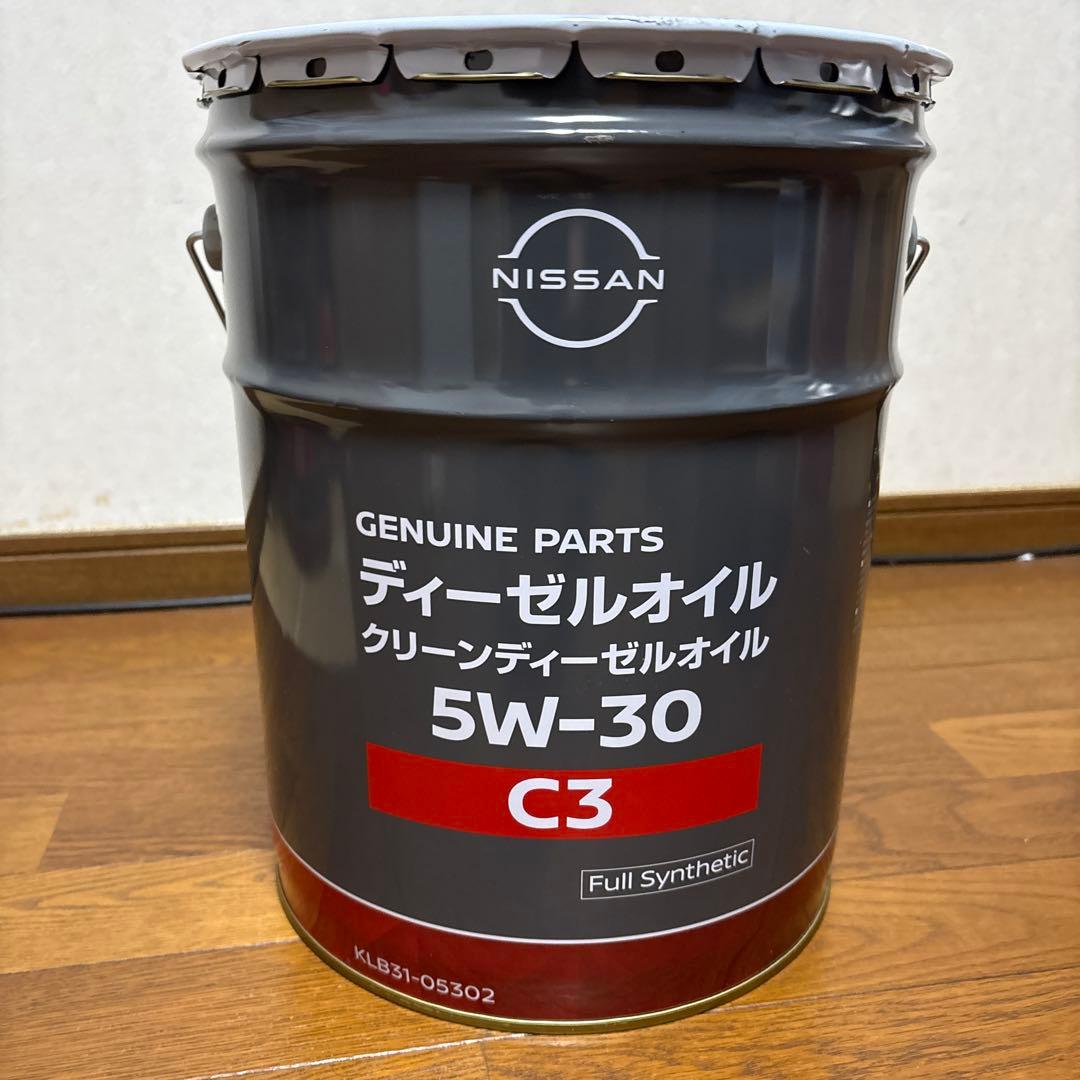 NISSAN
GENUINE PARTS
ディーゼルオイル
クリーンディーゼルオイル
5W-30
C3
Full Synthetic
KLB31-05302